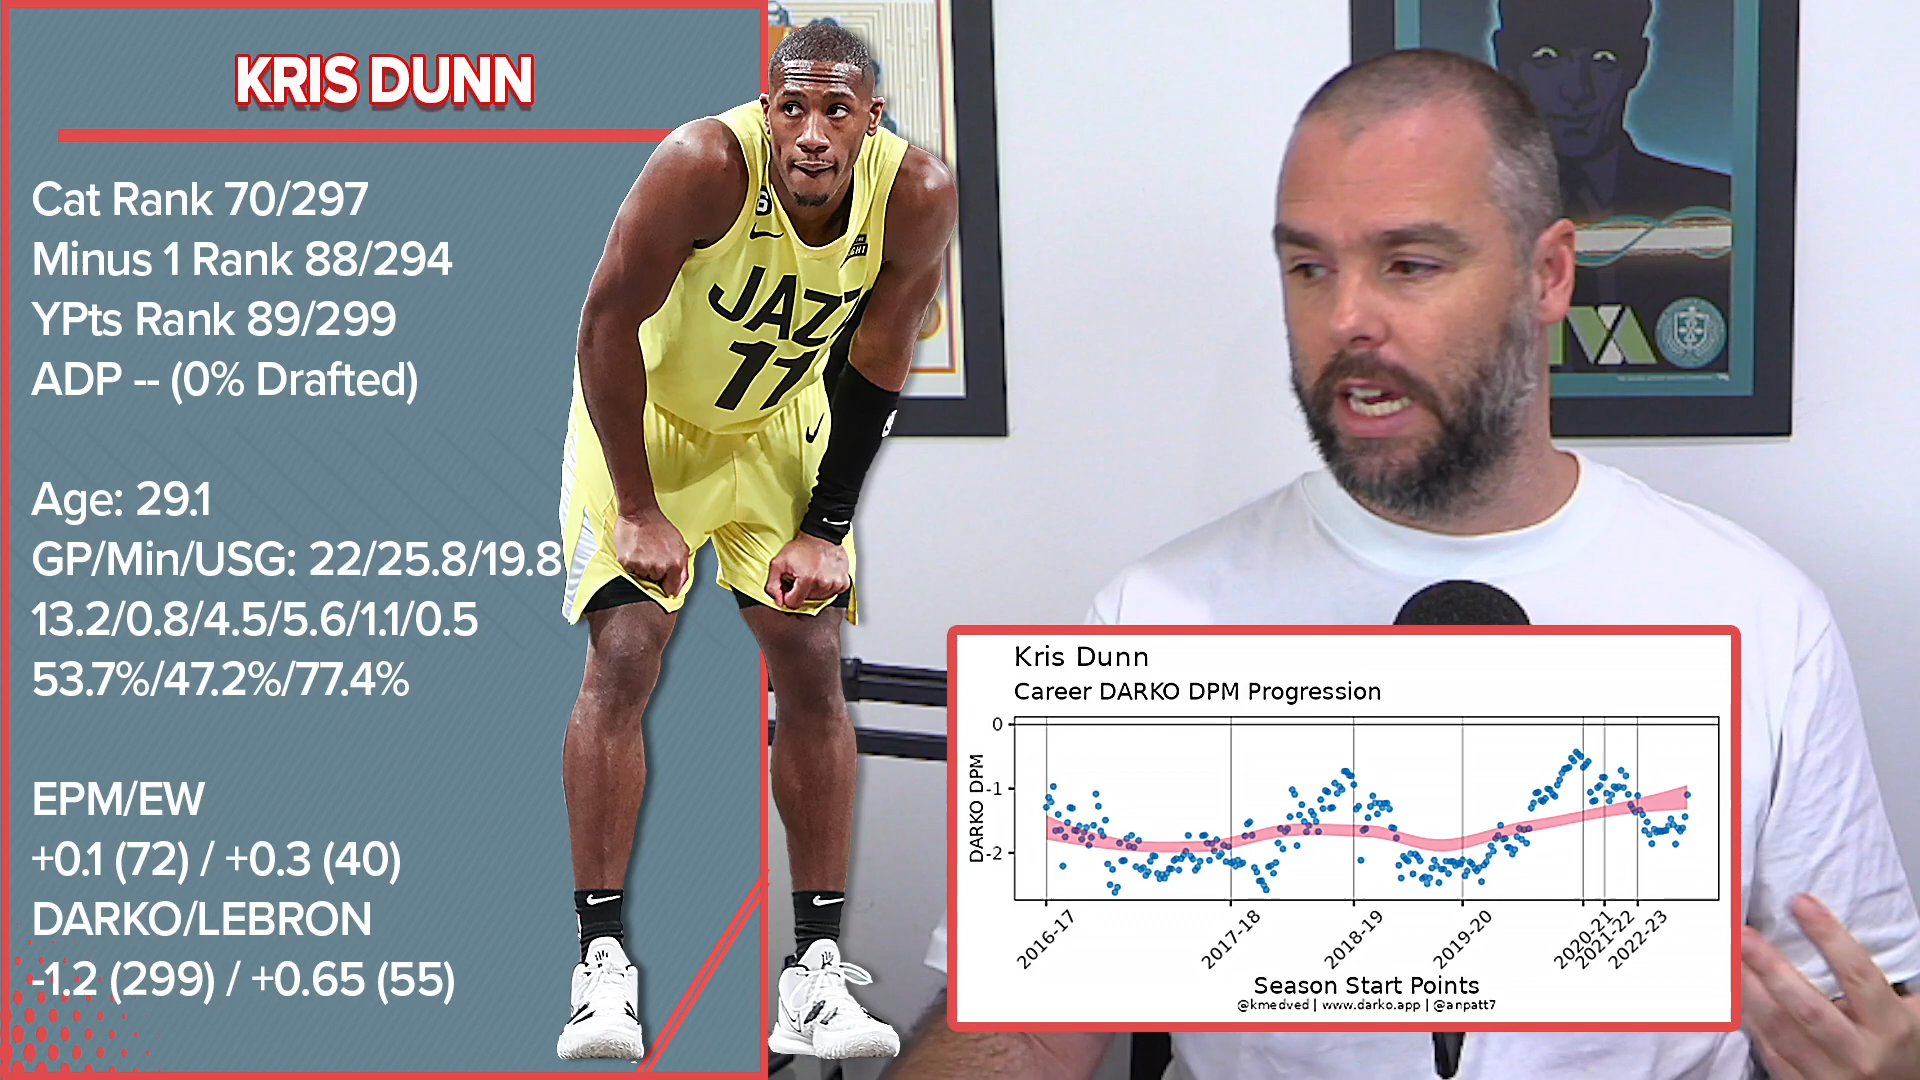 KRIS DUNN
Cat Rank 70/297
Minus 1 Rank 88/294
YPts Rank 89/299
ADP -- (0% Drafted)
Age: 29.1
GP/Min/USG: 22/25.8/19.8
13.2/0.8/4.5/5.6/1.1/0.5
53.7%/47.2%/77.4%
EPM/EW
+0.1 (72) / +0.3 (40)
DARKO/LEBRON
-1.2 (299) / +0.65 (55)
6
JAZZ
11
Kris Dunn
Career DARKO DPM Progression
DARKO DPM
0
-1
-2
2016-17
2017-18
2018-19
2019-20
2020-21
2021-22
2022-23
Season Start Points
@kmedved | www.darko.app | @anpatt7